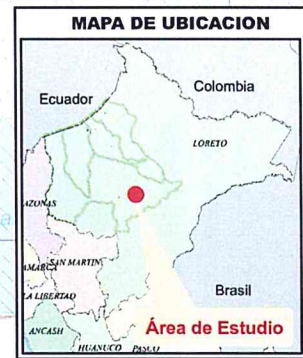 MAPA DE UBICACION
Ecuador
Colombia
LORETO
AZONAS
SAN MARTIN
AMARCA
LA LIBERTAD
Brasil
Área de Estudio
ANCASH
HUANUCO
PASCO